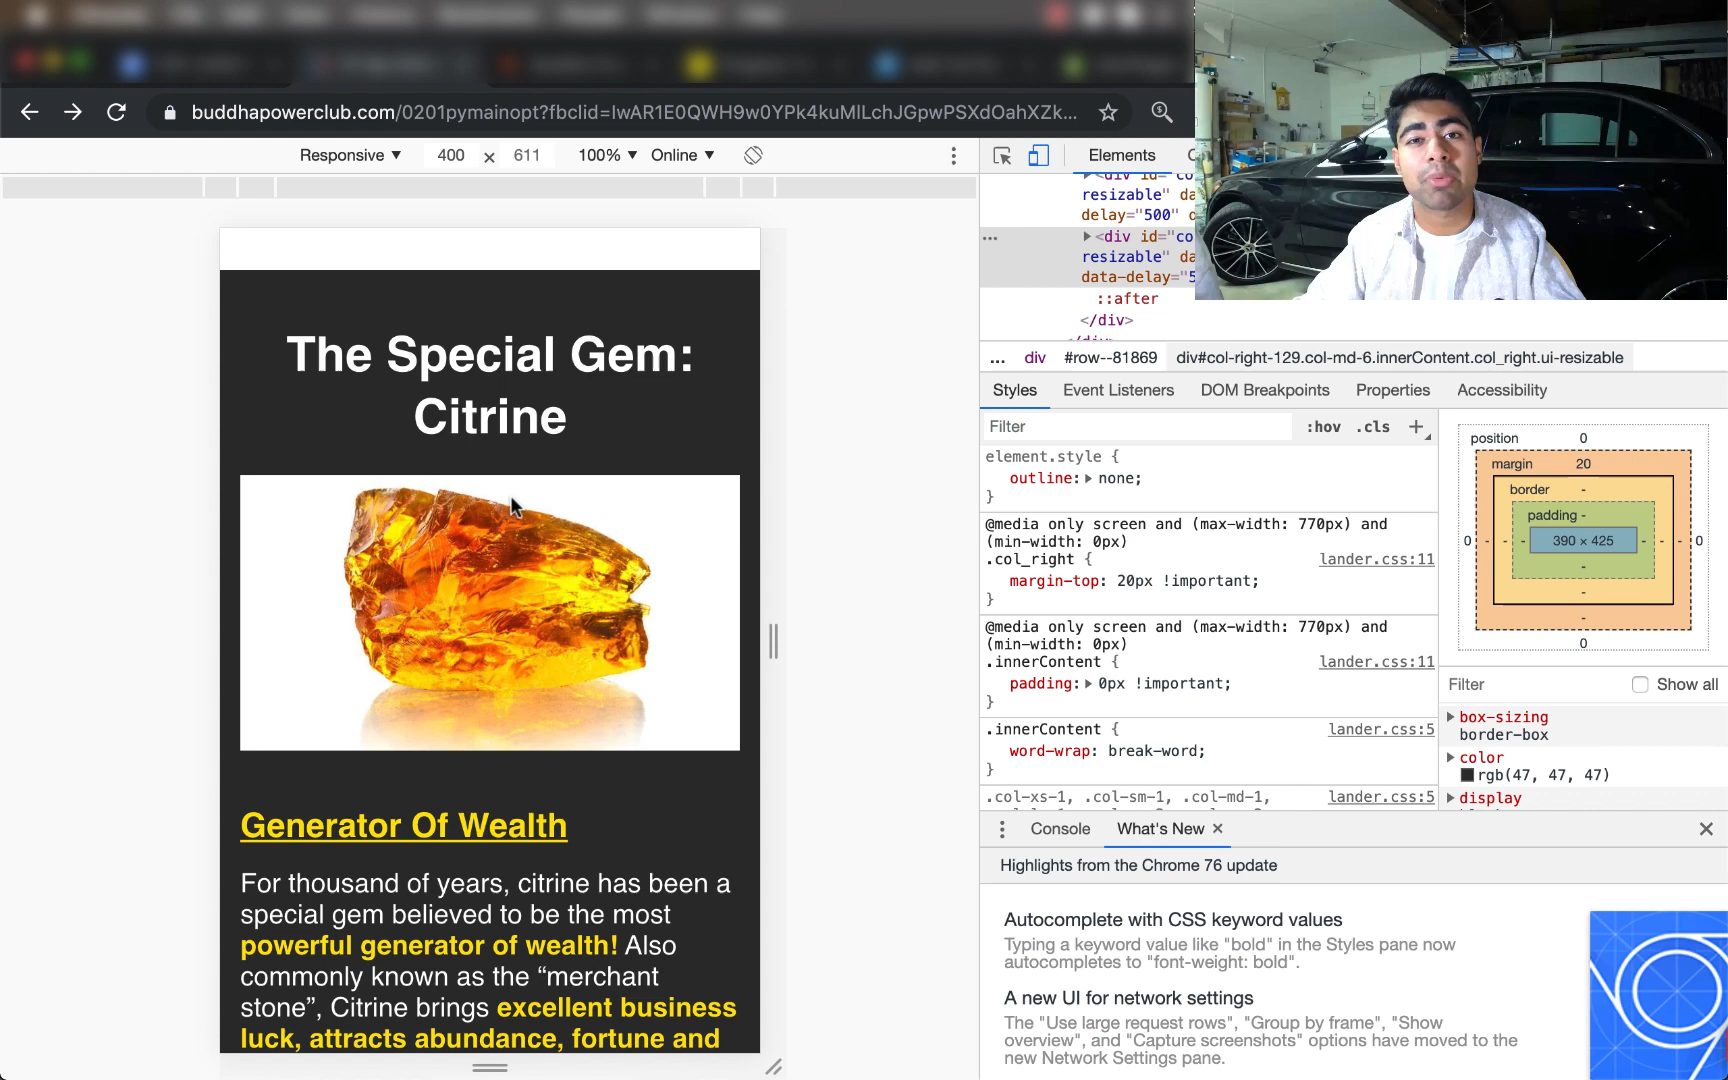 buddhapowerclub.com/0201pymainopt?fbclid=IwAR1E0QWH9w0YPk4kuMlLchJGpwPSXdOahXZk...
Responsive ▼ 400 × 611 100% ▼ Online ▼
The Special Gem:
Citrine
Generator Of Wealth
For thousand of years, citrine has been a
special gem believed to be the most
powerful generator of wealth! Also
commonly known as the “merchant
stone”, Citrine brings excellent business
luck, attracts abundance, fortune and
Elements
<div id="co
resizable" da
delay="500" d
<div id="co
resizable" da
data-delay="5
::after
</div>
... div #row--81869 div#col-right-129.col-md-6.innerContent.col_right.ui-resizable
Styles Event Listeners DOM Breakpoints Properties Accessibility
Filter :hov .cls +
element.style {
outline: none;
}
@media only screen and (max-width: 770px) and
(min-width: 0px)
.col_right { lander.css:11
margin-top: 20px !important;
}
@media only screen and (max-width: 770px) and
(min-width: 0px)
.innerContent { lander.css:11
padding: 0px !important;
}
.innerContent { lander.css:5
word-wrap: break-word;
}
.col-xs-1, .col-sm-1, .col-md-1, lander.css:5
position 0
margin 20
border -
padding -
0 - - - 390 × 425 - - - 0
-
-
-
0
Filter Show all
box-sizing
border-box
color
rgb(47, 47, 47)
display
Console What's New ×
Highlights from the Chrome 76 update
Autocomplete with CSS keyword values
Typing a keyword value like "bold" in the Styles pane now
autocompletes to "font-weight: bold".
A new UI for network settings
The "Use large request rows", "Group by frame", "Show
overview", and "Capture screenshots" options have moved to the
new Network Settings pane.